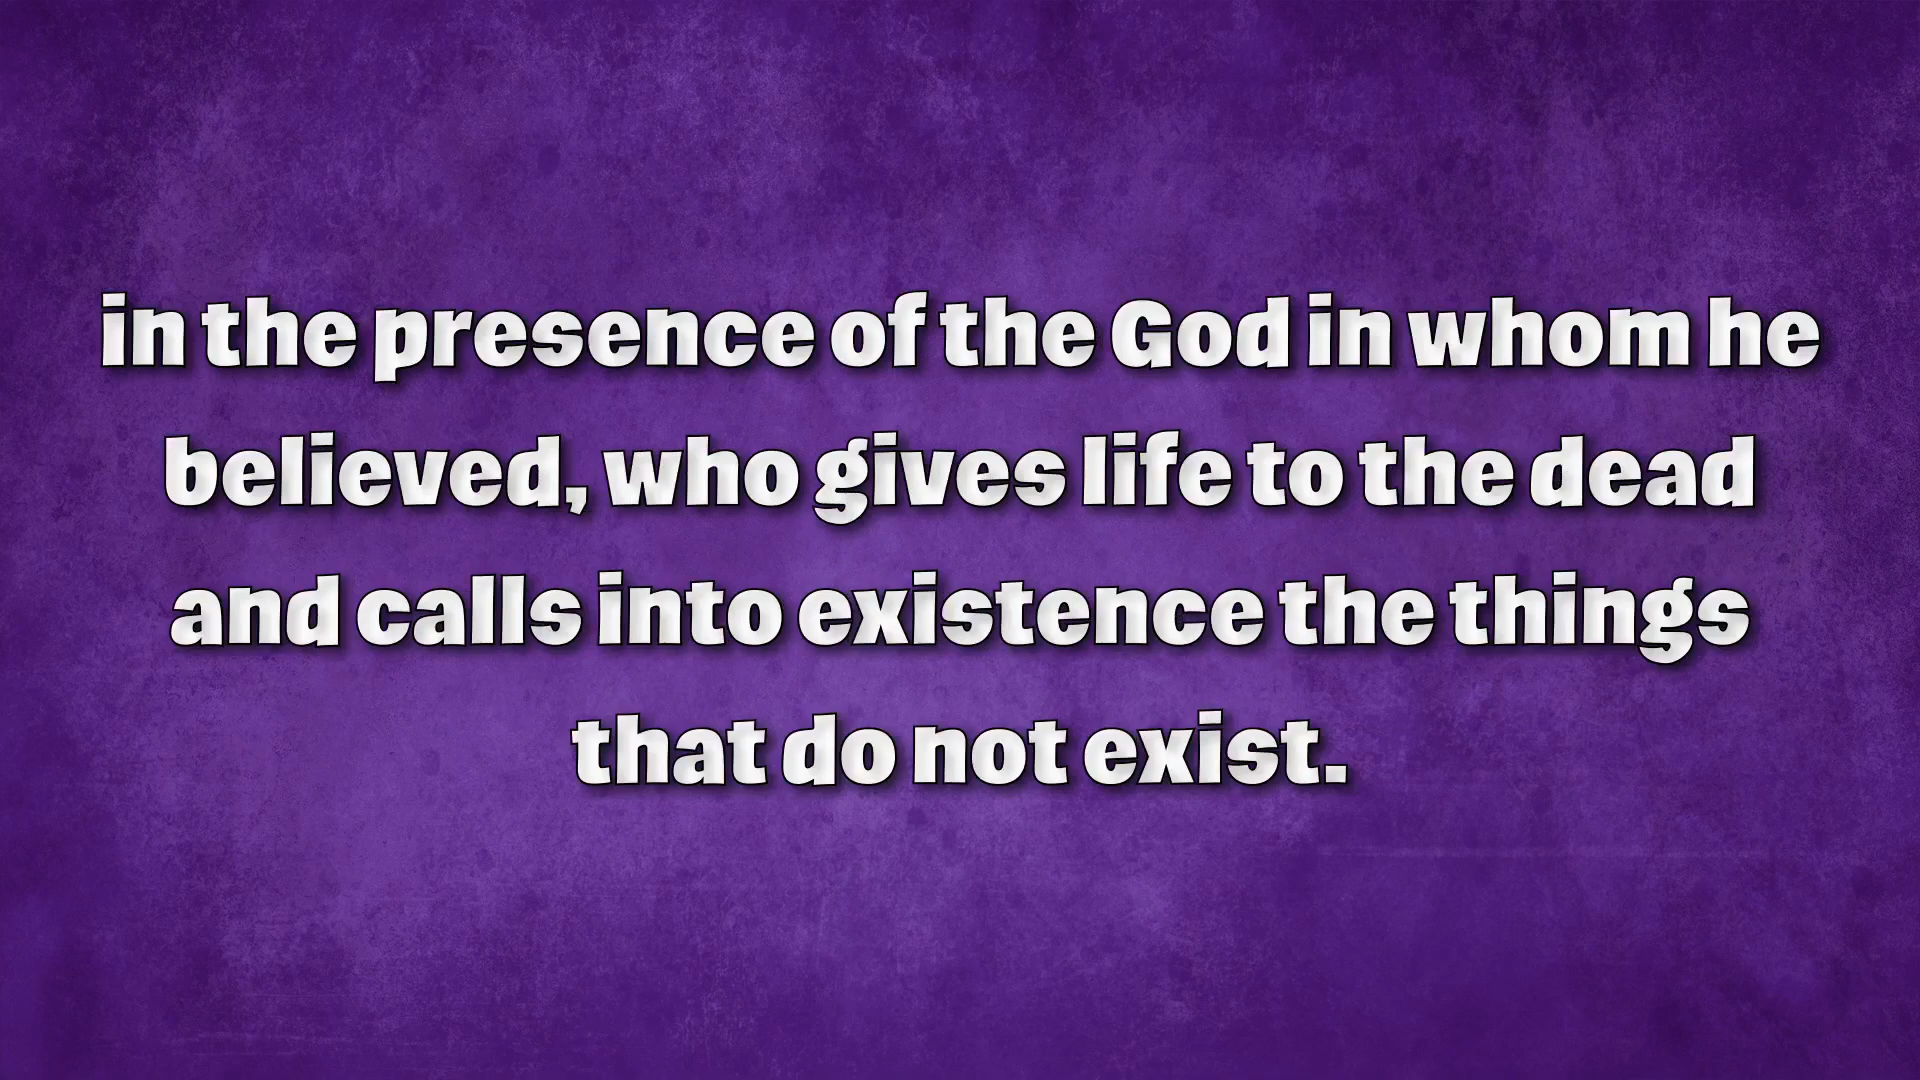 in the presence of the God in whom he
believed, who gives life to the dead
and calls into existence the things
that do not exist.